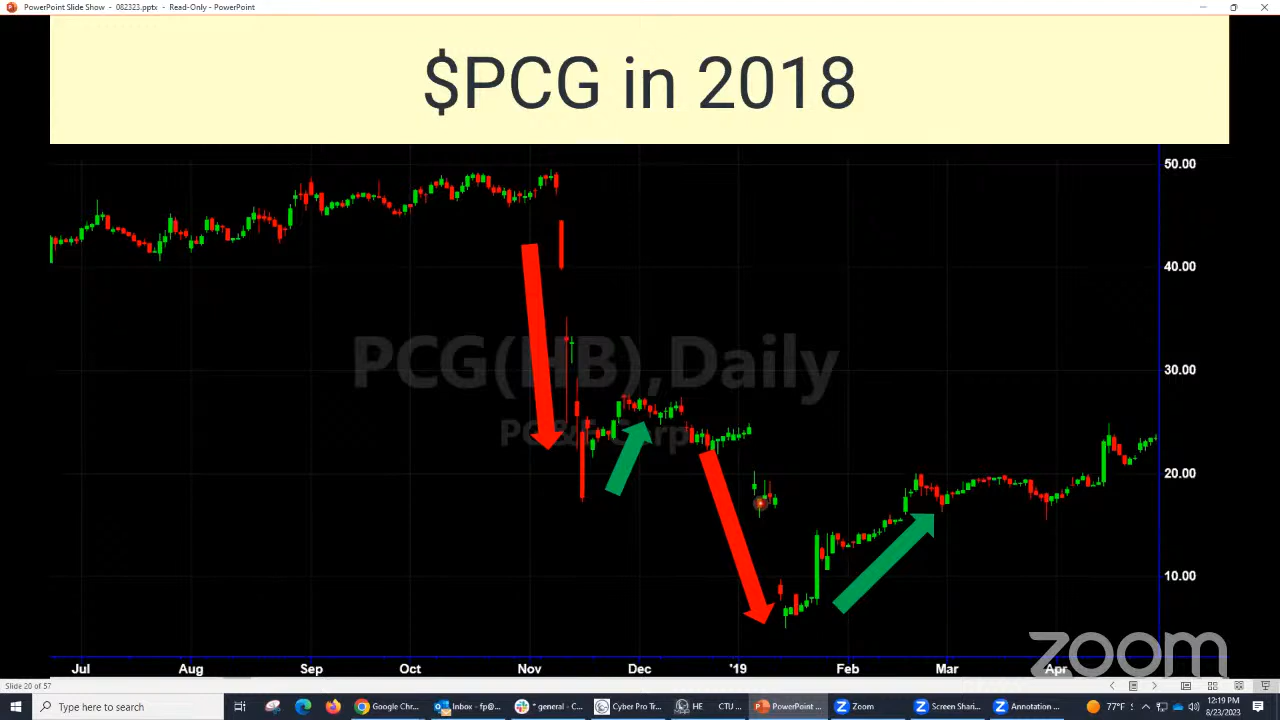 PowerPoint Slide Show - 082323.pptx - Read-Only - PowerPoint
$PCG in 2018
50.00
40.00
PCG(HB),Daily
30.00
PG&F Corp
20.00
10.00
Jul Aug Sep Oct Nov Dec '19 Feb Mar Apr
zoom
Slide 20 of 57
Type here to search
Google Chr...
Inbox - fp@...
* general - C...
Cyber Pro Tr...
HE
CTU ...
PowerPoint ...
Zoom
Screen Shari...
Annotation ...
77°F
12:19 PM
8/23/2023